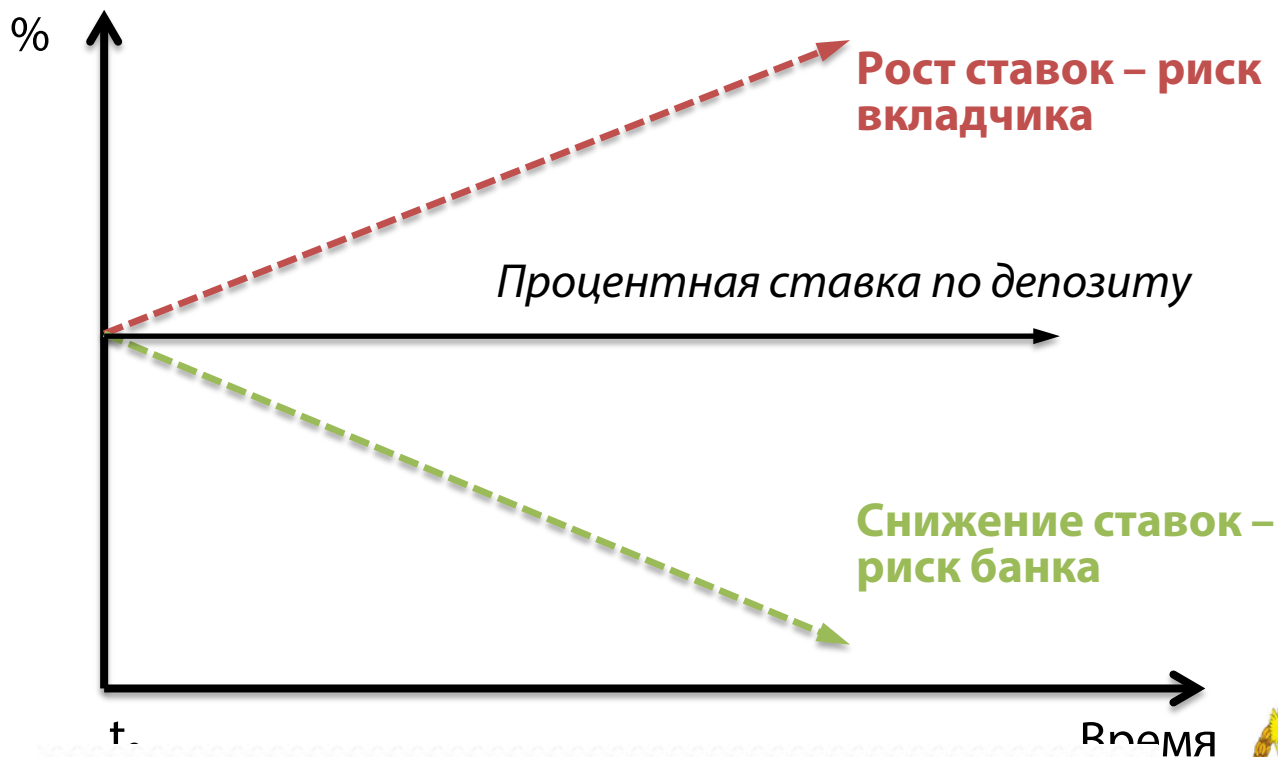 %
Рост ставок – риск
вкладчика
Процентная ставка по депозиту
Снижение ставок –
риск банка
Время